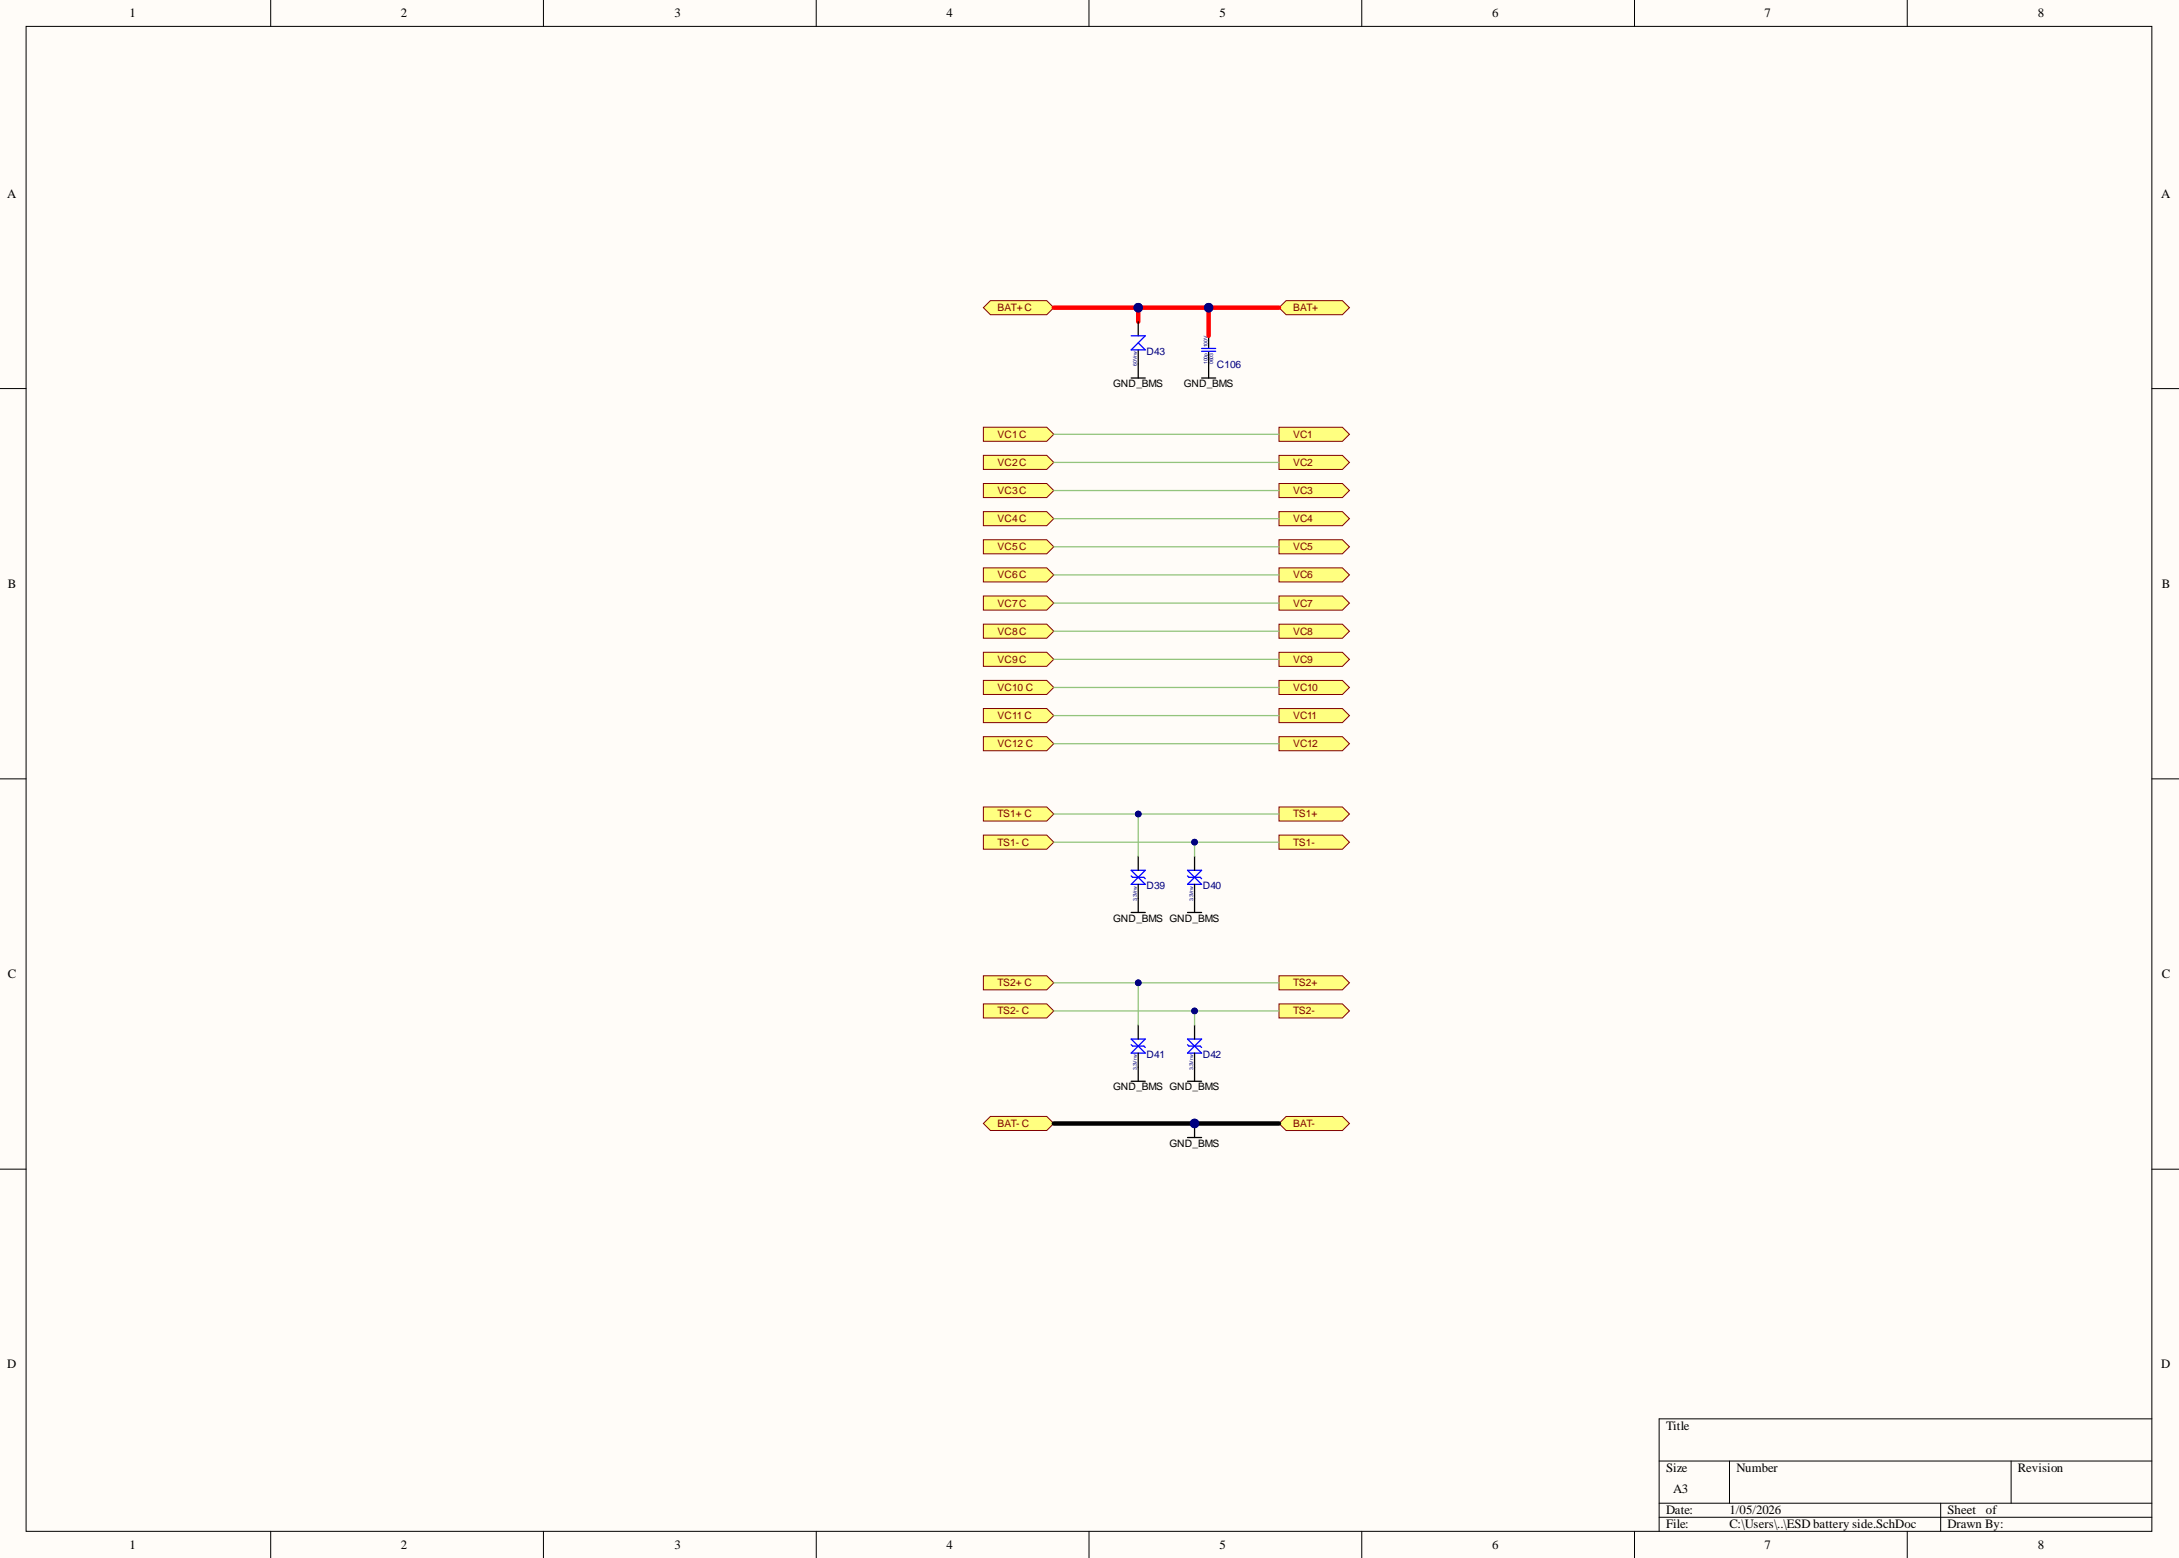 1 2 3 4 5 6 7 8
A A
BAT+ C BAT+
D43
C106
GND_BMS GND_BMS
B B
VC1 C VC1
VC2 C VC2
VC3 C VC3
VC4 C VC4
VC5 C VC5
VC6 C VC6
VC7 C VC7
VC8 C VC8
VC9 C VC9
VC10 C VC10
VC11 C VC11
VC12 C VC12
TS1+ C TS1+
TS1- C TS1-
D39 D40
GND_BMS GND_BMS
C C
TS2+ C TS2+
TS2- C TS2-
D41 D42
GND_BMS GND_BMS
BAT- C BAT-
GND_BMS
D D
Title
Size Number Revision
A3
Date: 1/05/2026 Sheet of
File: C:\Users\..\ESD battery side.SchDoc Drawn By:
1 2 3 4 5 6 7 8